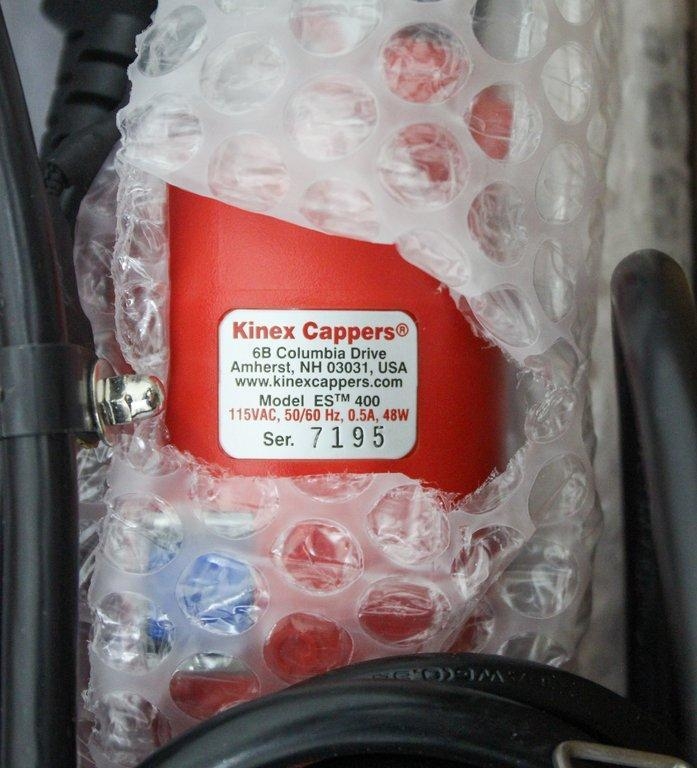 Kinex Cappers®
6B Columbia Drive
Amherst, NH 03031, USA
www.kinexcappers.com
Model ES™ 400
115VAC, 50/60 Hz, 0.5A, 48W
Ser. 7195